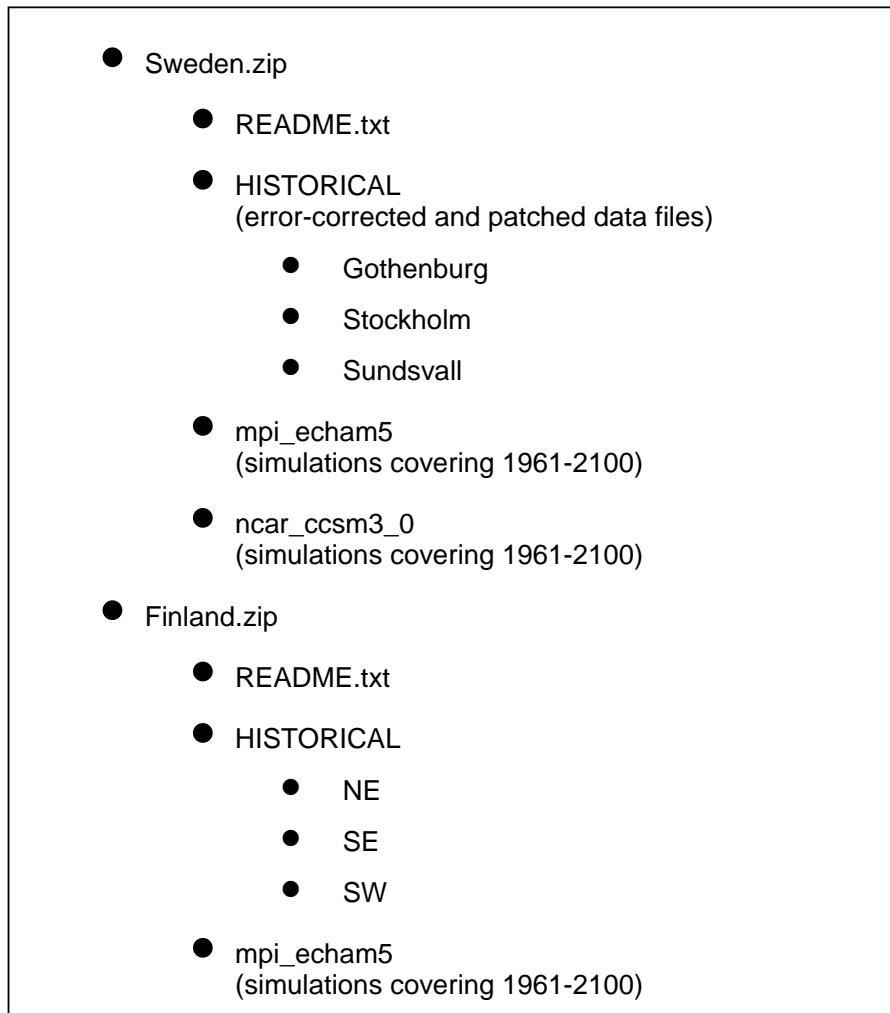 Sweden.zip
README.txt
HISTORICAL
(error-corrected and patched data files)
Gothenburg
Stockholm
Sundsvall
mpi_echam5
(simulations covering 1961-2100)
ncar_ccsm3_0
(simulations covering 1961-2100)
Finland.zip
README.txt
HISTORICAL
NE
SE
SW
mpi_echam5
(simulations covering 1961-2100)